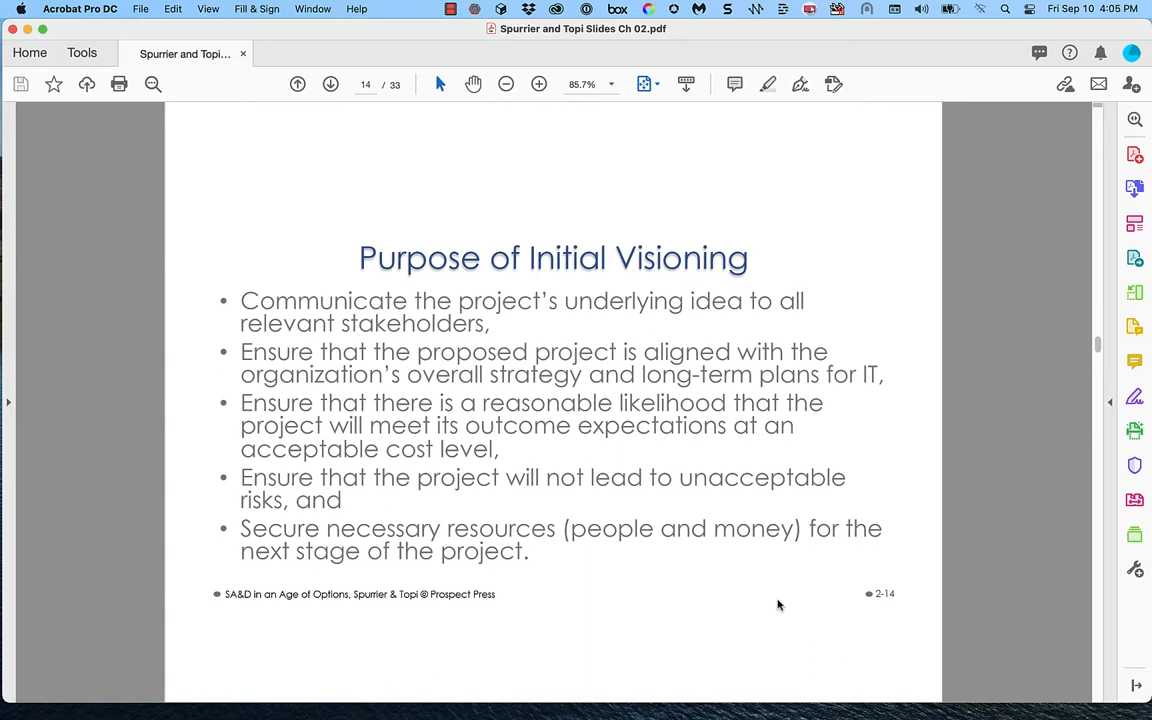 Acrobat Pro DC File Edit View Fill & Sign Window Help box Fri Sep 10 4:05 PM
Spurrier and Topi Slides Ch 02.pdf
Home Tools Spurrier and Topi... ×
14 / 33 85.7%
Purpose of Initial Visioning
• Communicate the project's underlying idea to all
relevant stakeholders,
• Ensure that the proposed project is aligned with the
organization's overall strategy and long-term plans for IT,
• Ensure that there is a reasonable likelihood that the
project will meet its outcome expectations at an
acceptable cost level,
• Ensure that the project will not lead to unacceptable
risks, and
• Secure necessary resources (people and money) for the
next stage of the project.
SA&D in an Age of Options, Spurrier & Topi © Prospect Press 2-14